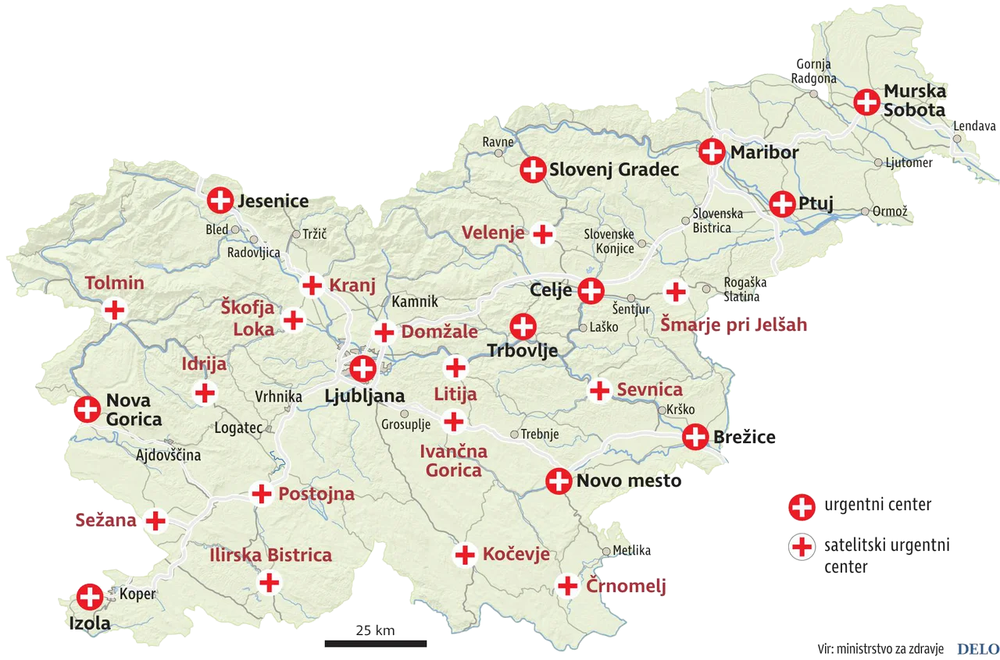 Gornja
Radgona
Murska
Sobota
Lendava
Ravne
Slovenj Gradec
Maribor
Ljutomer
Jesenice
Ptuj
Ormož
Bled
Radovljica
Tržič
Velenje
Slovenske
Konjice
Slovenska
Bistrica
Tolmin
Kranj
Kamnik
Celje
Rogaška
Slatina
Šentjur
Škofja
Loka
Domžale
Laško
Šmarje pri Jelšah
Trbovlje
Idrija
Vrhnika
Ljubljana
Litija
Sevnica
Nova
Gorica
Logatec
Grosuplje
Trebnje
Krško
Ajdovščina
Ivančna
Gorica
Brežice
Novo mesto
Postojna
Sežana
Ilirska Bistrica
Kočevje
Metlika
Črnomelj
Koper
Izola
25 km
urgentni center
satelitski urgentni
center
Vir: ministrstvo za zdravje DELO